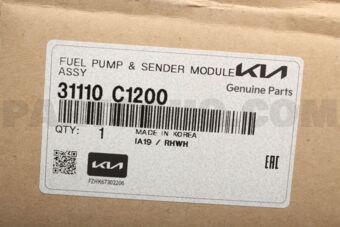 FUEL PUMP & SENDER MODULE
ASSY
KIA
Genuine Parts
31110 C1200
QTY: 1
MADE IN KOREA
IA19 / RHWH
KIA
FZHK67302206
EAC